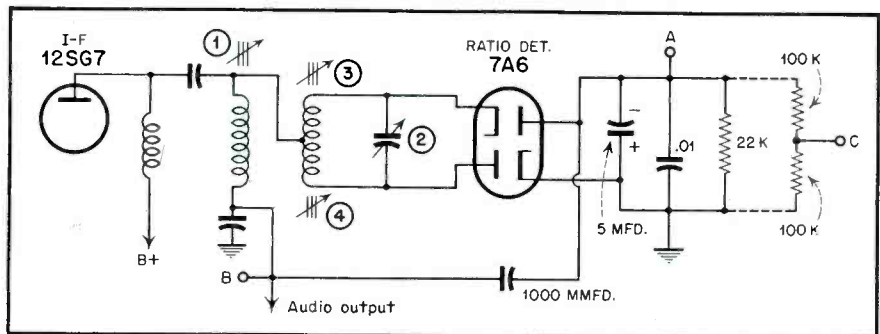 I-F
12SG7
1
3
RATIO DET.
7A6
A
100 K
2
−
+
.01
22 K
C
4
5 MFD.
100 K
B+
B
1000 MMFD.
Audio output